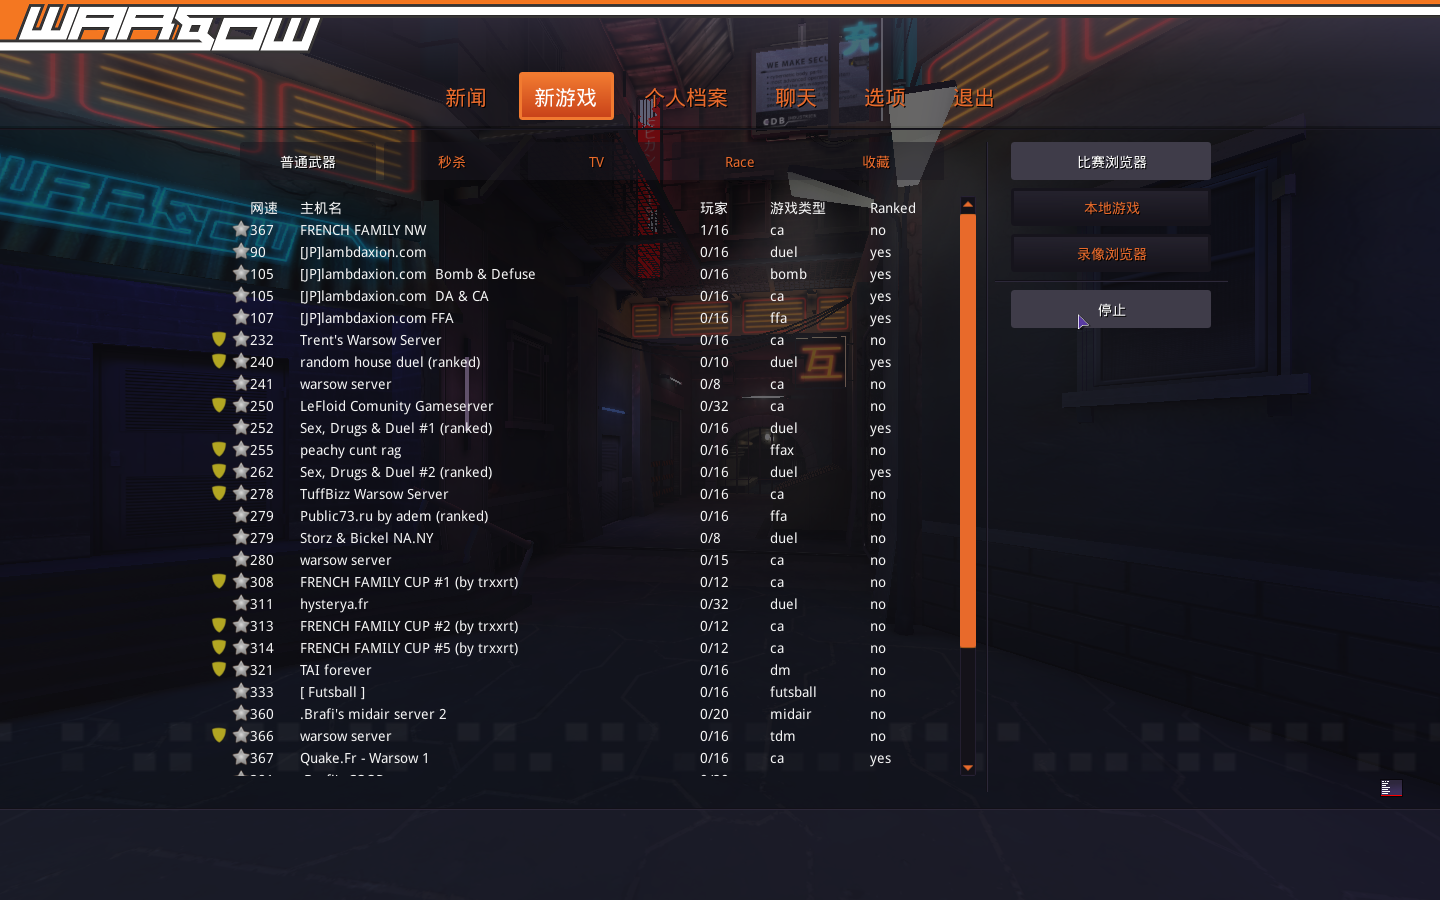 WARSOW
WE MAKE SECU
CDB
新闻 新游戏 个人档案 聊天 选项 退出
普通武器 秒杀 TV Race 收藏
比赛浏览器
本地游戏
录像浏览器
停止
网速 主机名 玩家 游戏类型 Ranked
367 FRENCH FAMILY NW 1/16 ca no
90 [JP]lambdaxion.com 0/16 duel yes
105 [JP]lambdaxion.com Bomb & Defuse 0/16 bomb yes
105 [JP]lambdaxion.com DA & CA 0/16 ca yes
107 [JP]lambdaxion.com FFA 0/16 ffa yes
232 Trent's Warsow Server 0/16 ca no
240 random house duel (ranked) 0/10 duel yes
241 warsow server 0/8 ca no
250 LeFloid Comunity Gameserver 0/32 ca no
252 Sex, Drugs & Duel #1 (ranked) 0/16 duel yes
255 peachy cunt rag 0/16 ffax no
262 Sex, Drugs & Duel #2 (ranked) 0/16 duel yes
278 TuffBizz Warsow Server 0/16 ca no
279 Public73.ru by adem (ranked) 0/16 ffa no
279 Storz & Bickel NA.NY 0/8 duel no
280 warsow server 0/15 ca no
308 FRENCH FAMILY CUP #1 (by trxxrt) 0/12 ca no
311 hysterya.fr 0/32 duel no
313 FRENCH FAMILY CUP #2 (by trxxrt) 0/12 ca no
314 FRENCH FAMILY CUP #5 (by trxxrt) 0/12 ca no
321 TAI forever 0/16 dm no
333 [ Futsball ] 0/16 futsball no
360 .Brafi's midair server 2 0/20 midair no
366 warsow server 0/16 tdm no
367 Quake.Fr - Warsow 1 0/16 ca yes
互